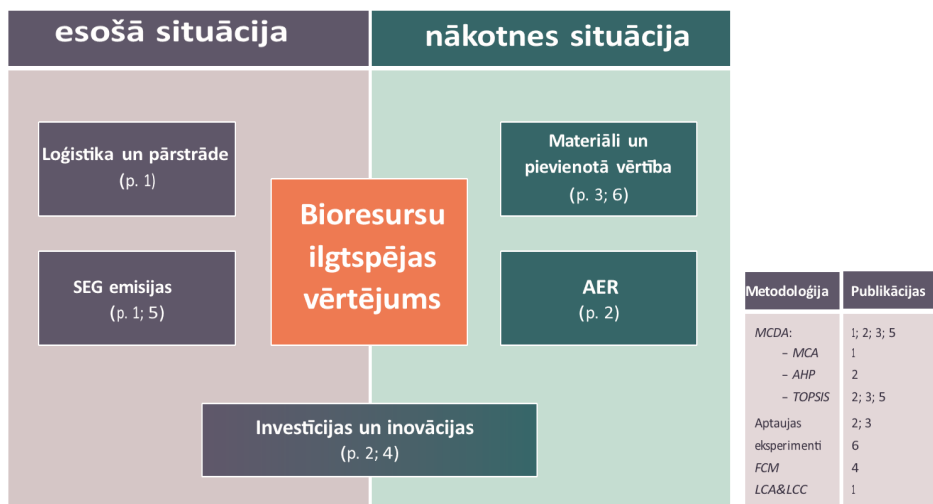 esošā situācija
nākotnes situācija
Loģistika un pārstrāde
(p. 1)
SEG emisijas
(p. 1; 5)
Bioresursu
ilgtspējas
vērtējums
Materiāli un
pievienotā vērtība
(p. 3; 6)
AER
(p. 2)
Investīcijas un inovācijas
(p. 2; 4)
Metodoloģija Publikācijas
MCDA: 1; 2; 3; 5
– MCA 1
– AHP 2
– TOPSIS 2; 3; 5
Aptaujas 2; 3
eksperimenti 6
FCM 4
LCA&LCC 1